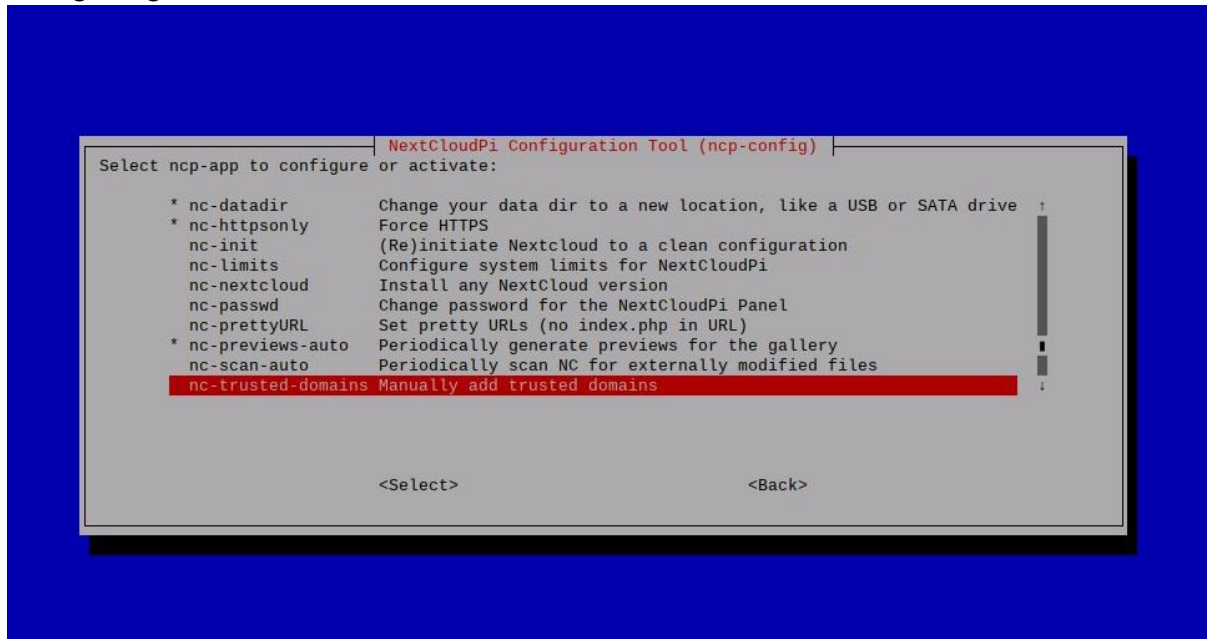 NextCloudPi Configuration Tool (ncp-config)
Select ncp-app to configure or activate:
* nc-datadir Change your data dir to a new location, like a USB or SATA drive ↑
* nc-httpsonly Force HTTPS
nc-init (Re)initiate Nextcloud to a clean configuration
nc-limits Configure system limits for NextCloudPi
nc-nextcloud Install any NextCloud version
nc-passwd Change password for the NextCloudPi Panel
nc-prettyURL Set pretty URLs (no index.php in URL)
* nc-previews-auto Periodically generate previews for the gallery
nc-scan-auto Periodically scan NC for externally modified files
nc-trusted-domains Manually add trusted domains ↓
<Select> <Back>